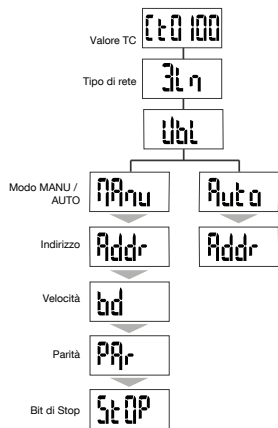 Valore TC Ct0100
Tipo di rete 3Ln
Ubl
Modo MANU / AUTO MAnu Auto
Indirizzo Addr Addr
Velocità bd
Parità PAr
Bit di Stop StOP